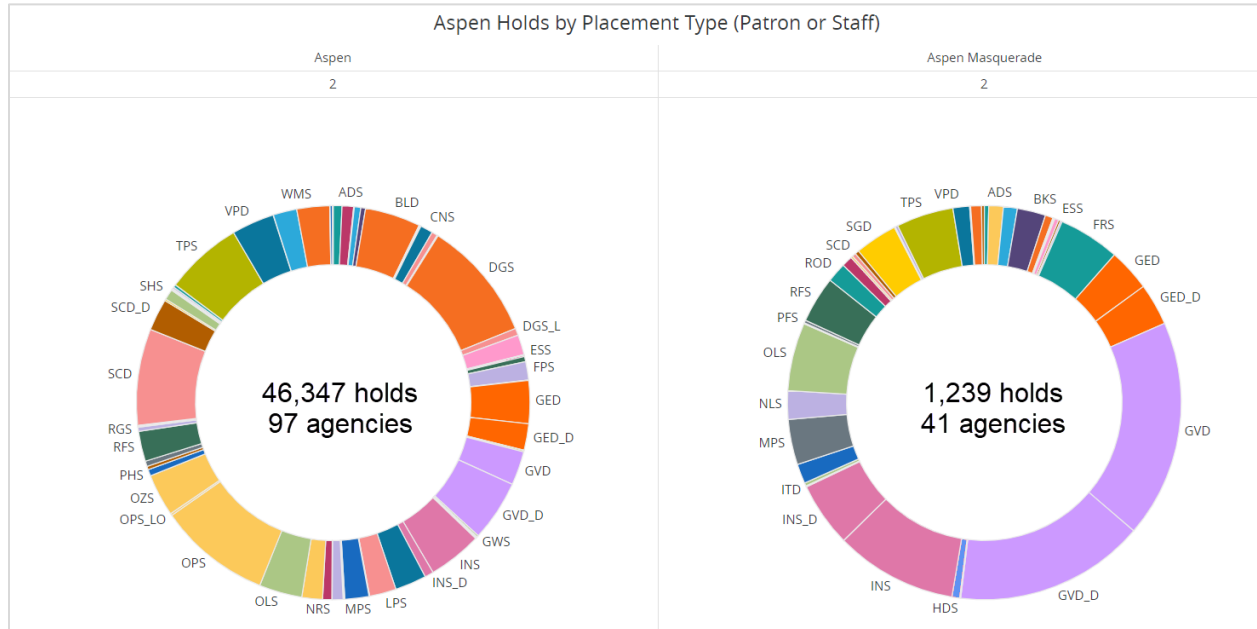 Aspen Holds by Placement Type (Patron or Staff)
Aspen
2
ADS
BLD
CNS
DGS
DGS_L
ESS
FPS
GED
GED_D
GVD
GVD_D
GWS
INS
INS_D
LPS
MPS
NRS
OLS
OPS
OPS_LO
OZS
PHS
RFS
RGS
SCD
SCD_D
SHS
TPS
VPD
WMS
46,347 holds
97 agencies
Aspen Masquerade
2
ADS
BKS
ESS
FRS
GED
GED_D
GVD
GVD_D
HDS
INS
INS_D
ITD
MPS
NLS
OLS
PFS
RFS
ROD
SCD
SGD
TPS
VPD
1,239 holds
41 agencies